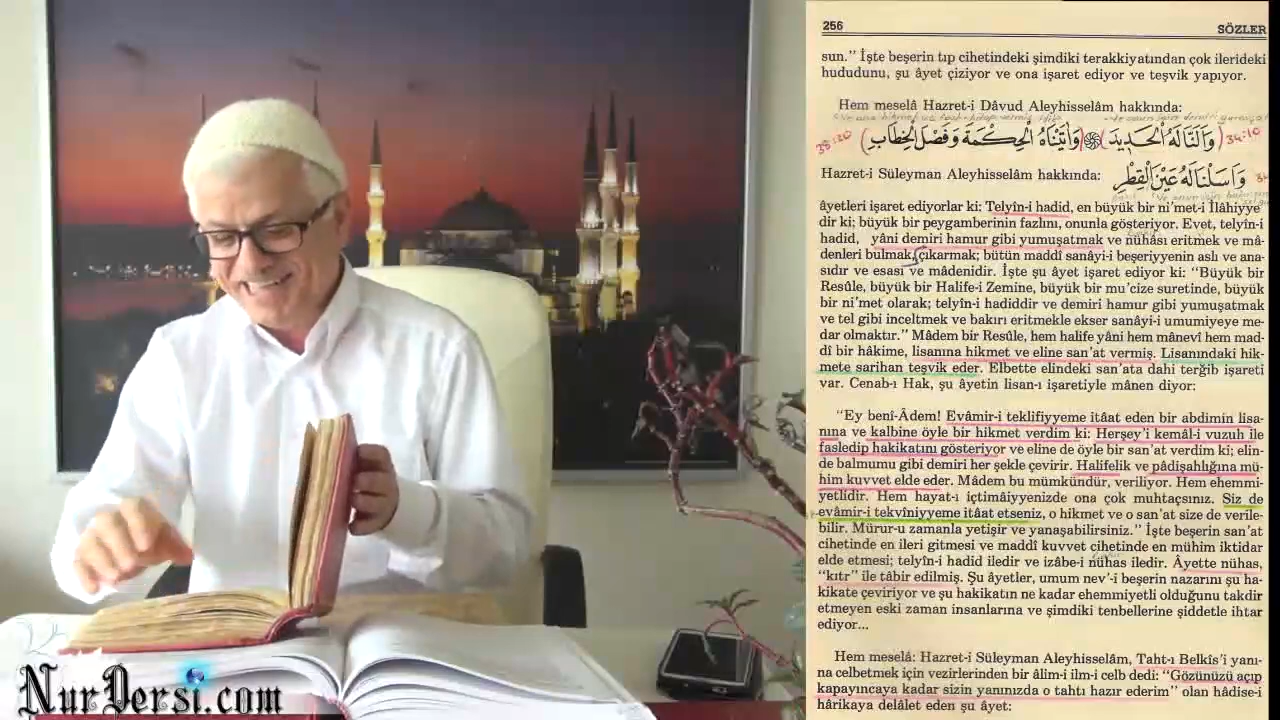 256
SÖZLER
sun." İşte beşerin tıp cihetindeki şimdiki terakkiyatından çok ilerideki
hududunu, şu âyet çiziyor ve ona işaret ediyor ve teşvik yapıyor.
Hem meselâ Hazret-i Dâvud Aleyhisselâm hakkında:
38:20 (وَاٰتَيْنَاهُ الْحِكْمَةَ وَفَصْلَ الْخِطَابِ) (وَاَلَنَّا لَهُ الْحَدِيدَ) 34:10
Hazret-i Süleyman Aleyhisselâm hakkında: وَاَسَلْنَا لَهُ عَيْنَ الْقِطْرِ
âyetleri işaret ediyorlar ki: Telyîn-i hadid, en büyük bir ni'met-i İlâhiyye
dir ki; büyük bir peygamberinin fazlını, onunla gösteriyor. Evet, telyîn-i
hadid, yâni demiri hamur gibi yumuşatmak ve nühâsı eritmek ve mâ-
denleri bulmak, çıkarmak; bütün maddî sanâyi-i beşeriyyenin aslı ve ana-
sıdır ve esası ve mâdenidir. İşte şu âyet işaret ediyor ki: "Büyük bir
Resûle, büyük bir Halife-i Zemine, büyük bir mu'cize suretinde, büyük
bir ni'met olarak; telyîn-i hadiddir ve demiri hamur gibi yumuşatmak
ve tel gibi inceltmek ve bakırı eritmekle ekser sanâyi-i umumiyeye me-
dar olmaktır." Mâdem bir Resûle, hem halife yâni hem mânevî hem mad-
dî bir hâkime, lisanına hikmet ve eline san'at vermiş. Lisanındaki hik-
mete sarihan teşvik eder. Elbette elindeki san'ata dahi terğib işareti
var. Cenab-ı Hak, şu âyetin lisan-ı işaretiyle mânen diyor:
"Ey benî-Âdem! Evâmir-i teklifiyyeme itâat eden bir abdimin lisa-
nına ve kalbine öyle bir hikmet verdim ki: Herşey'i kemâl-i vuzuh ile
fasledip hakikatını gösteriyor ve eline de öyle bir san'at verdim ki; elin-
de balmumu gibi demiri her şekle çevirir. Halifelik ve pâdişahlığına mü-
him kuvvet elde eder. Mâdem bu mümkündür, veriliyor. Hem ehemmi-
yetlidir. Hem hayat-ı içtimâiyyenizde ona çok muhtaçsınız. Siz de
evâmir-i tekvîniyyeme itâat etseniz, o hikmet ve o san'at size de verile-
bilir. Mürur-u zamanla yetişir ve yanaşabilirsiniz." İşte beşerin san'at
cihetinde en ileri gitmesi ve maddî kuvvet cihetinde en mühim iktidar
elde etmesi; telyîn-i hadid iledir ve izâbe-i nühas iledir. Âyette nühas,
"kıtr" ile tâbir edilmiş. Şu âyetler, umum nev'-i beşerin nazarını şu ha-
kikate çeviriyor ve şu hakikatın ne kadar ehemmiyetli olduğunu takdir
etmeyen eski zaman insanlarına ve şimdiki tenbellerine şiddetle ihtar
ediyor...
Hem meselâ: Hazret-i Süleyman Aleyhisselâm, Taht-ı Belkîs'i yanı-
na celbetmek için vezirlerinden bir âlim-i ilm-i celb dedi: "Gözünüzü açıp
kapayıncaya kadar sizin yanınızda o tahtı hazır ederim" olan hâdise-i
hârikaya delâlet eden şu âyet:
NurDersi.com